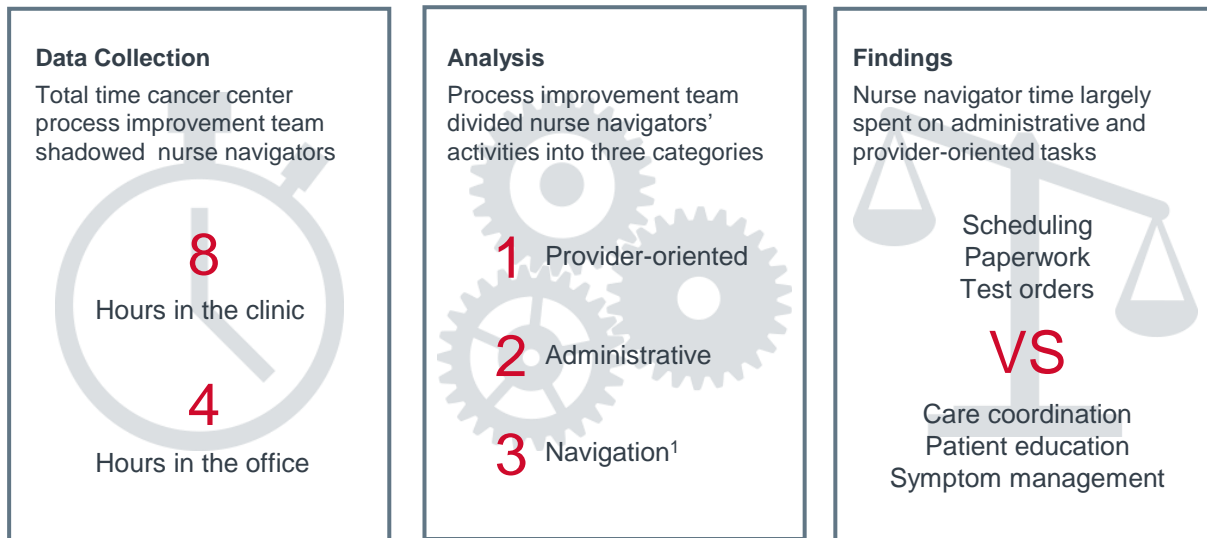 Data Collection
Total time cancer center
process improvement team
shadowed nurse navigators
8
Hours in the clinic
4
Hours in the office
Analysis
Process improvement team
divided nurse navigators’
activities into three categories
1 Provider-oriented
2 Administrative
3 Navigation¹
Findings
Nurse navigator time largely
spent on administrative and
provider-oriented tasks
Scheduling
Paperwork
Test orders
VS
Care coordination
Patient education
Symptom management